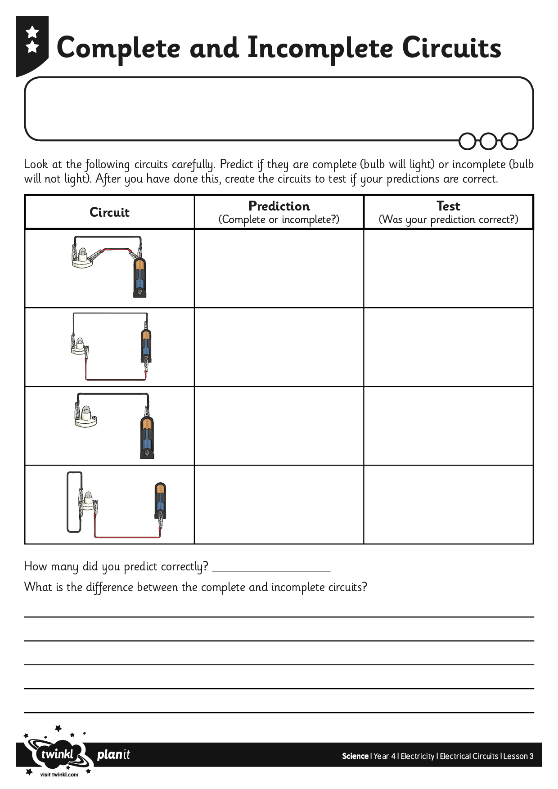 Complete and Incomplete Circuits
Look at the following circuits carefully. Predict if they are complete (bulb will light) or incomplete (bulb
will not light). After you have done this, create the circuits to test if your predictions are correct.
Circuit
Prediction
(Complete or incomplete?)
Test
(Was your prediction correct?)
How many did you predict correctly? ____________________
What is the difference between the complete and incomplete circuits?
twinkl
planit
visit twinkl.com
Science | Year 4 | Electricity | Electrical Circuits | Lesson 3